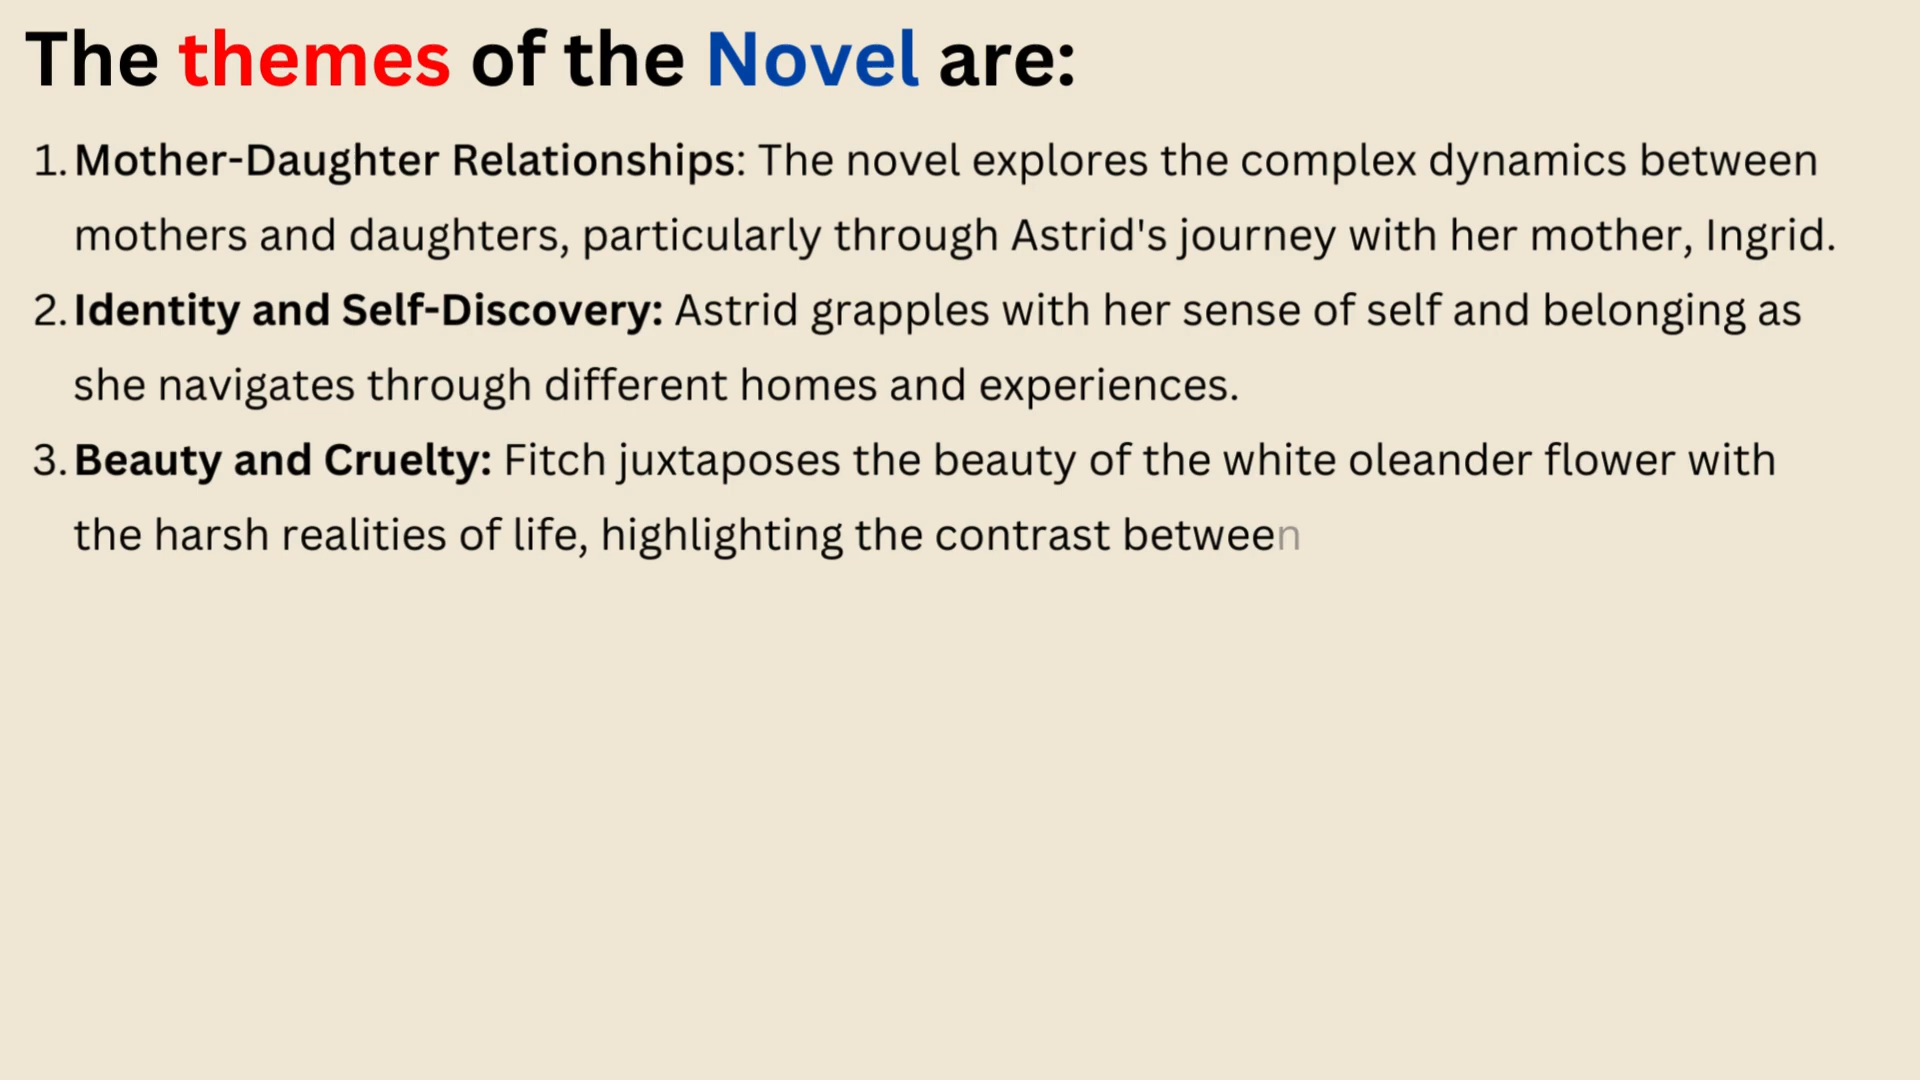 The themes of the Novel are:
1. Mother-Daughter Relationships: The novel explores the complex dynamics between
mothers and daughters, particularly through Astrid's journey with her mother, Ingrid.
2. Identity and Self-Discovery: Astrid grapples with her sense of self and belonging as
she navigates through different homes and experiences.
3. Beauty and Cruelty: Fitch juxtaposes the beauty of the white oleander flower with
the harsh realities of life, highlighting the contrast between